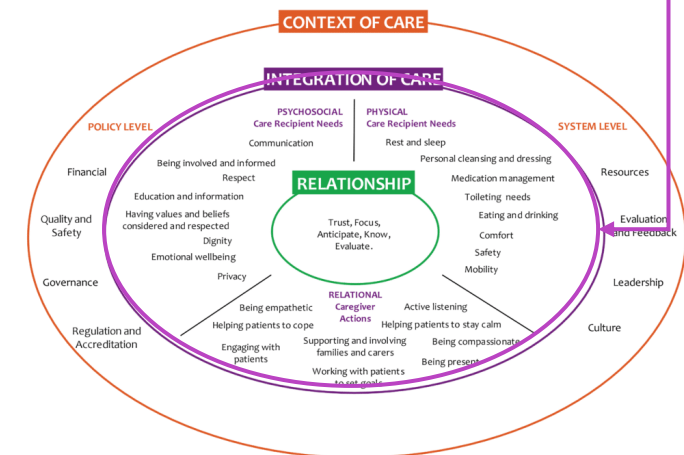 CONTEXT OF CARE
INTEGRATION OF CARE
PSYCHOSOCIAL
Care Recipient Needs
PHYSICAL
Care Recipient Needs
POLICY LEVEL
SYSTEM LEVEL
Communication
Being involved and informed
Respect
Education and information
Having values and beliefs
considered and respected
Dignity
Emotional wellbeing
Privacy
Rest and sleep
Personal cleansing and dressing
Medication management
Toileting needs
Eating and drinking
Comfort
Safety
Mobility
Financial
Quality and
Safety
Governance
Regulation and
Accreditation
Resources
Evaluation
and Feedback
Leadership
Culture
RELATIONSHIP
Trust, Focus,
Anticipate, Know,
Evaluate.
RELATIONAL
Caregiver
Actions
Being empathetic
Helping patients to cope
Engaging with
patients
Supporting and involving
families and carers
Working with patients
to set goals
Active listening
Helping patients to stay calm
Being compassionate
Being present